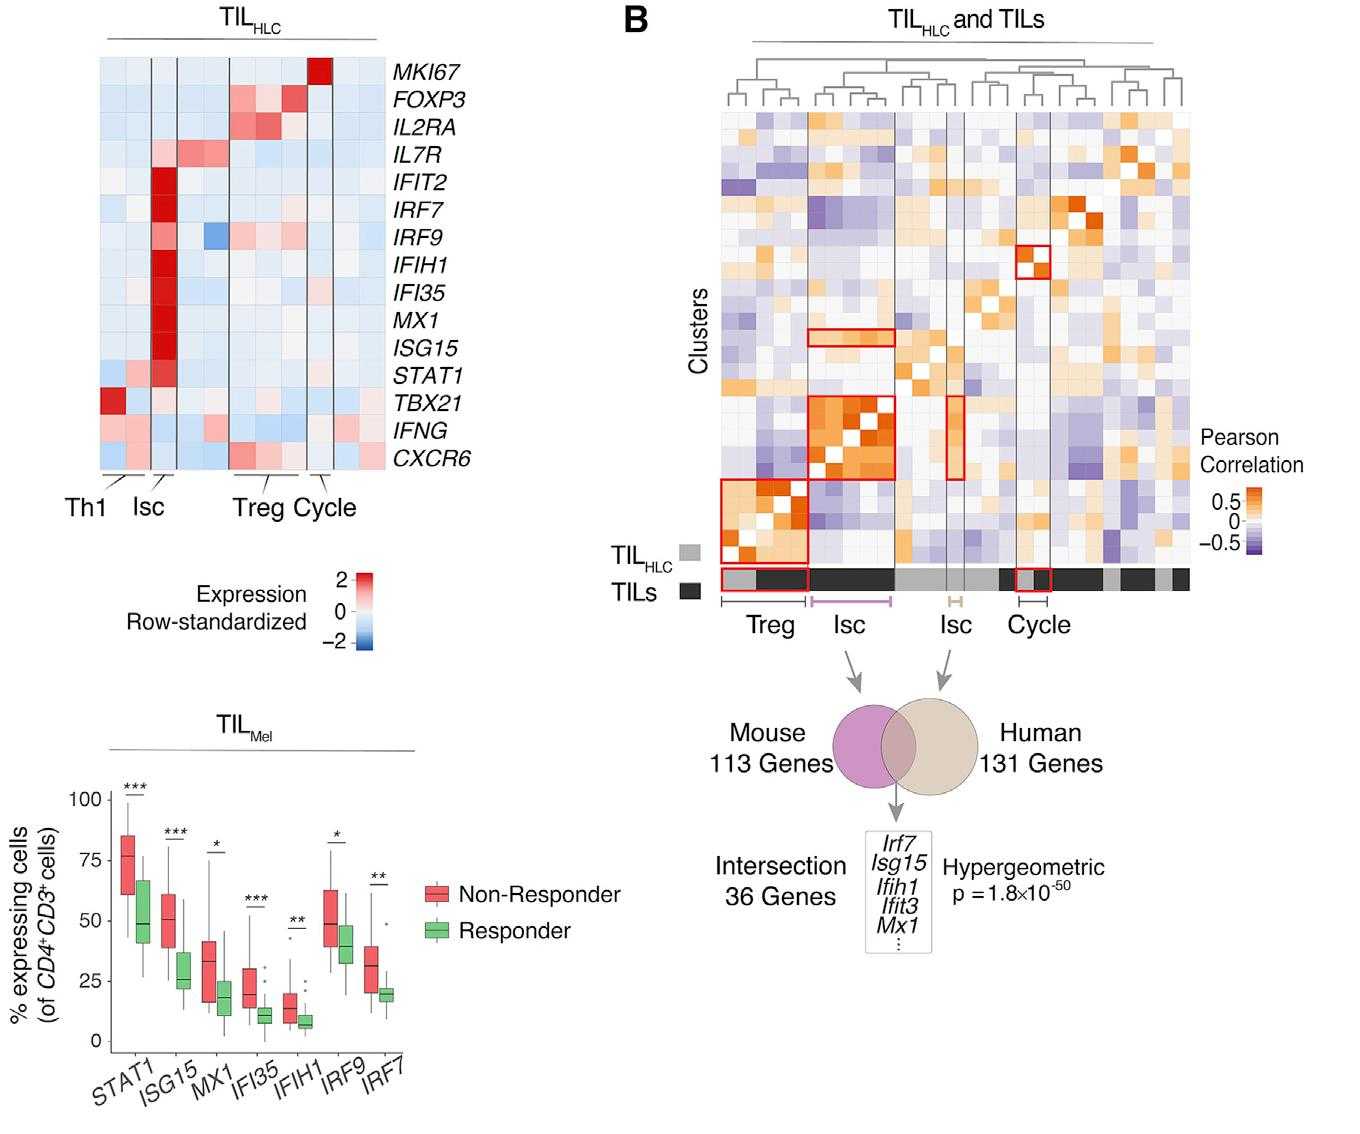 TIL_HLC
MKI67
FOXP3
IL2RA
IL7R
IFIT2
IRF7
IRF9
IFIH1
IFI35
MX1
ISG15
STAT1
TBX21
IFNG
CXCR6
Th1 Isc Treg Cycle
Expression
Row-standardized
2
0
−2
B
TIL_HLC and TILs
Clusters
Pearson
Correlation
0.5
0
−0.5
TIL_HLC
TILs
Treg Isc Isc Cycle
Mouse
113 Genes
Human
131 Genes
Intersection
36 Genes
Irf7
Isg15
Ifih1
Ifit3
Mx1
⋮
Hypergeometric
p = 1.8×10^-50
TIL_Mel
% expressing cells
(of CD4⁺CD3⁺ cells)
100
75
50
25
0
*** *** * *** ** * **
STAT1 ISG15 MX1 IFI35 IFIH1 IRF9 IRF7
Non-Responder
Responder